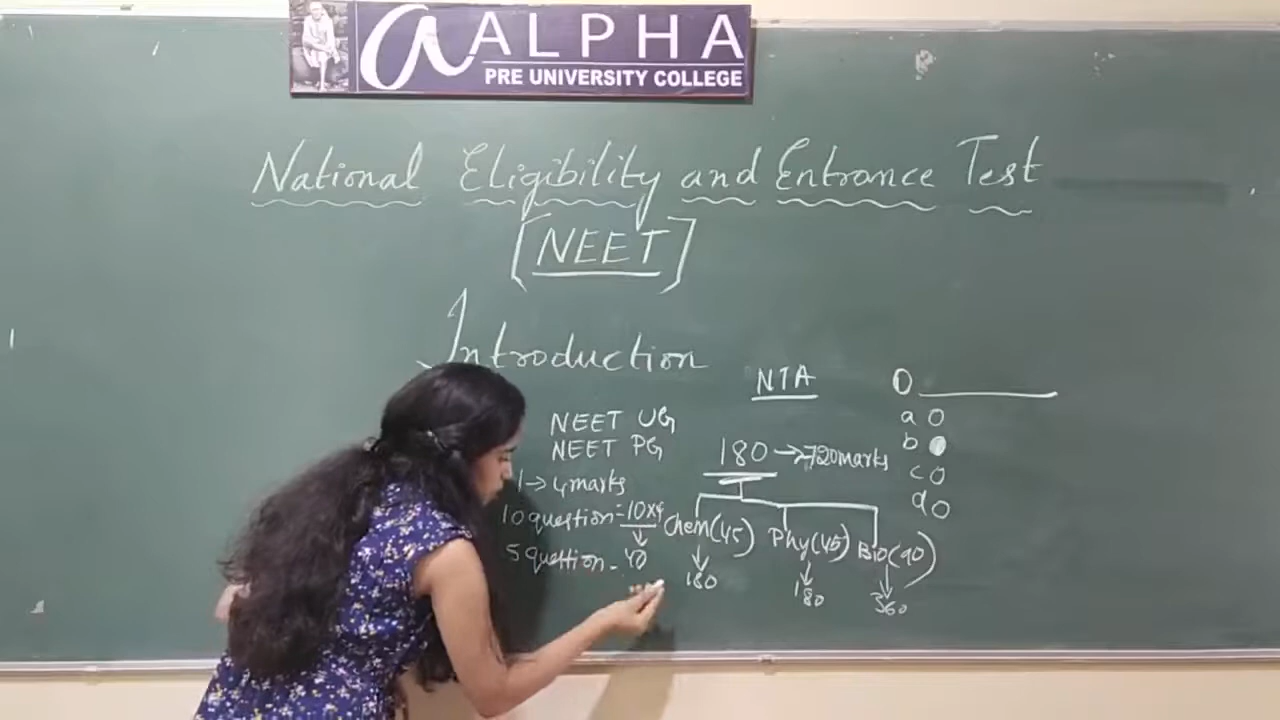 a ALPHA
PRE UNIVERSITY COLLEGE
National Eligibility and Entrance Test
[NEET]
Introduction
NEET UG
NEET PG
1→ 4marks
10question=10x4
↓
5question- 40
NTA
180→720marks
Chem(45) Phy(45) Bio(90)
↓ ↓ ↓
180 180 360
a
b
c
d